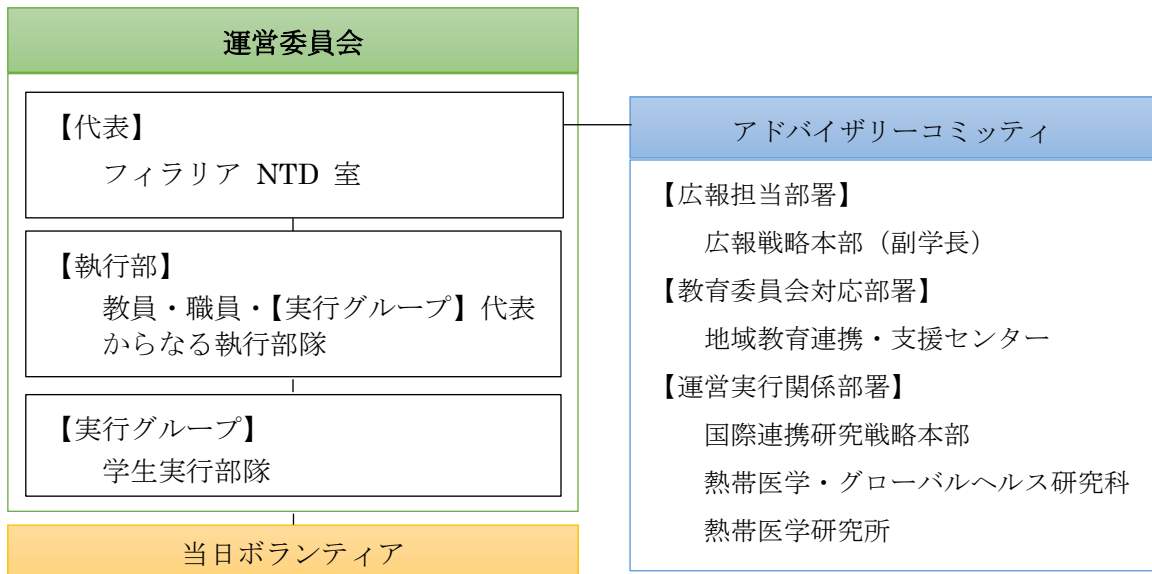 運営委員会
【代表】
フィラリア NTD 室
【執行部】
教員・職員・【実行グループ】代表
からなる執行部隊
【実行グループ】
学生実行部隊
当日ボランティア
アドバイザリーコミッティ
【広報担当部署】
広報戦略本部（副学長）
【教育委員会対応部署】
地域教育連携・支援センター
【運営実行関係部署】
国際連携研究戦略本部
熱帯医学・グローバルヘルス研究科
熱帯医学研究所